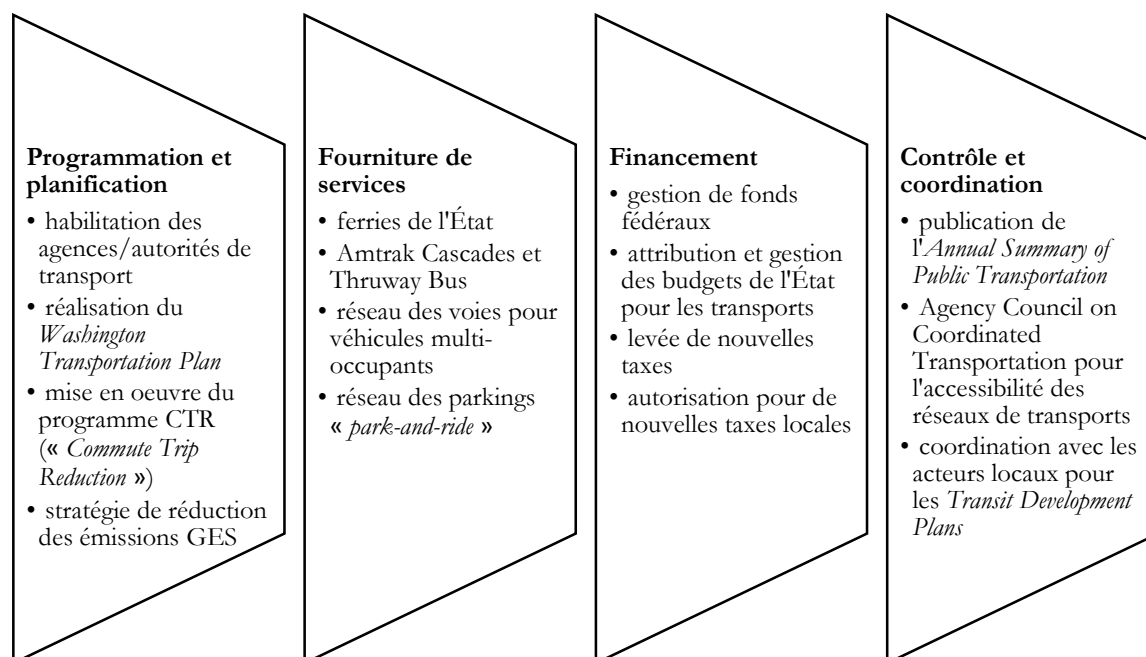 Programmation et
planification
• habilitation des
agences/autorités de
transport
• réalisation du
Washington
Transportation Plan
• mise en oeuvre du
programme CTR
(« Commute Trip
Reduction »)
• stratégie de réduction
des émissions GES
Fourniture de
services
• ferries de l'État
• Amtrak Cascades et
Thruway Bus
• réseau des voies pour
véhicules multi-
occupants
• réseau des parkings
« park-and-ride »
Financement
• gestion de fonds
fédéraux
• attribution et gestion
des budgets de l'État
pour les transports
• levée de nouvelles
taxes
• autorisation pour de
nouvelles taxes locales
Contrôle et
coordination
• publication de
l'Annual Summary of
Public Transportation
• Agency Council on
Coordinated
Transportation pour
l'accessibilité des
réseaux de transports
• coordination avec les
acteurs locaux pour
les Transit Development
Plans